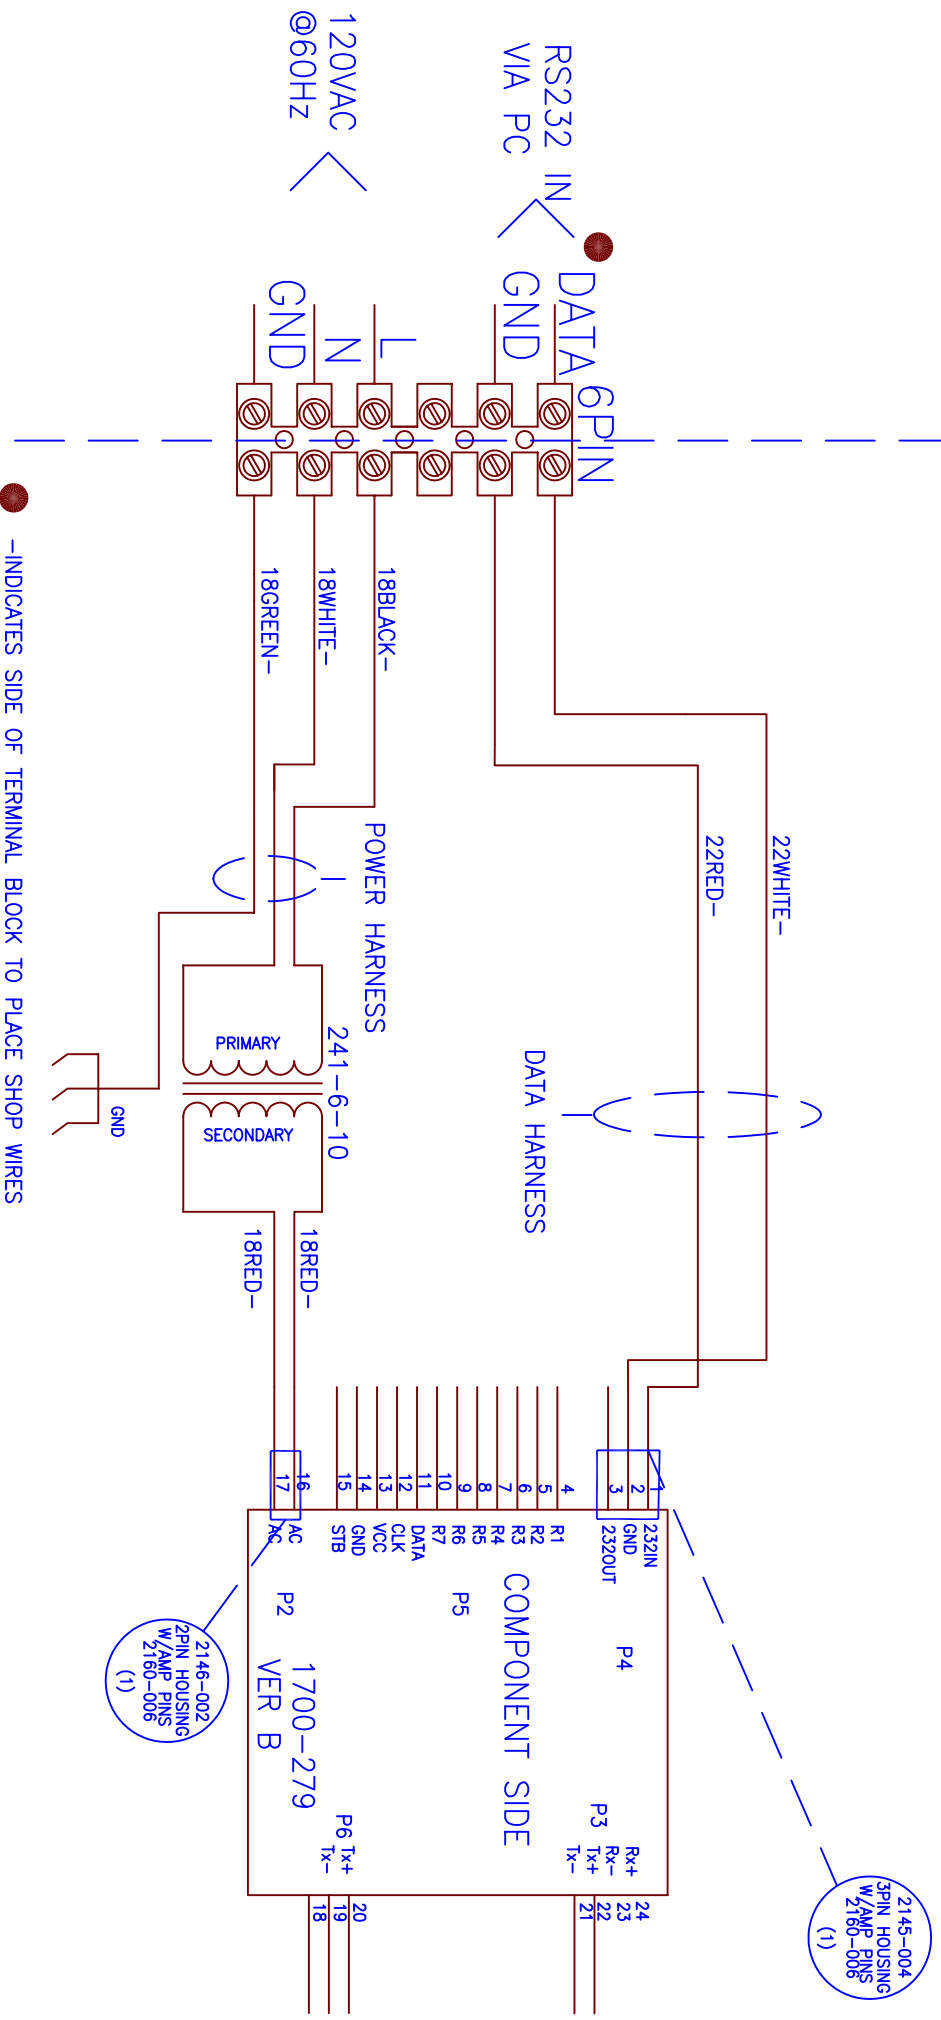 RS232 IN
VIA PC
120VAC
@60Hz
DATA
GND
L
N
GND
6PIN
22WHITE-
22RED-
18BLACK-
18WHITE-
18GREEN-
DATA HARNESS
POWER HARNESS
241-6-10
PRIMARY
SECONDARY
GND
18RED-
18RED-
1
2
3
4
5
6
7
8
9
10
11
12
13
14
15
16
17
232IN
GND
232OUT
R1
R2
R3
R4
R5
R6
R7
DATA
CLK
VCC
GND
STB
AC
AC
P4
P5
P2
COMPONENT SIDE
1700-279
VER B
P3
Rx+
Rx-
Tx+
Tx-
P6
Tx+
Tx-
24
23
22
21
20
19
18
2145-004
3PIN HOUSING
W/AMP PINS
2160-006
(1)
2146-002
2PIN HOUSING
W/AMP PINS
2160-006
(1)
-INDICATES SIDE OF TERMINAL BLOCK TO PLACE SHOP WIRES